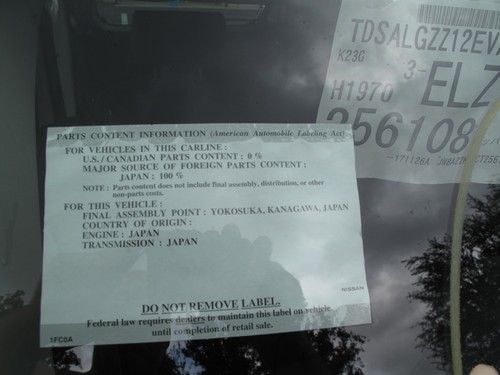 TDSALGZZ12EV
K23G
3-ELZ
H1970
256108
PARTS CONTENT INFORMATION (American Automobile Labeling Act)
FOR VEHICLES IN THIS CARLINE :
U.S./ CANADIAN PARTS CONTENT : 0 %
MAJOR SOURCE OF FOREIGN PARTS CONTENT :
JAPAN : 100 %
NOTE : Parts content does not include final assembly, distribution, or other
non-parts costs.
FOR THIS VEHICLE :
FINAL ASSEMBLY POINT : YOKOSUKA, KANAGAWA, JAPAN
COUNTRY OF ORIGIN :
ENGINE : JAPAN
TRANSMISSION : JAPAN
NISSAN
DO NOT REMOVE LABEL.
Federal law requires dealers to maintain this label on vehicle
until completion of retail sale.
1FC0A